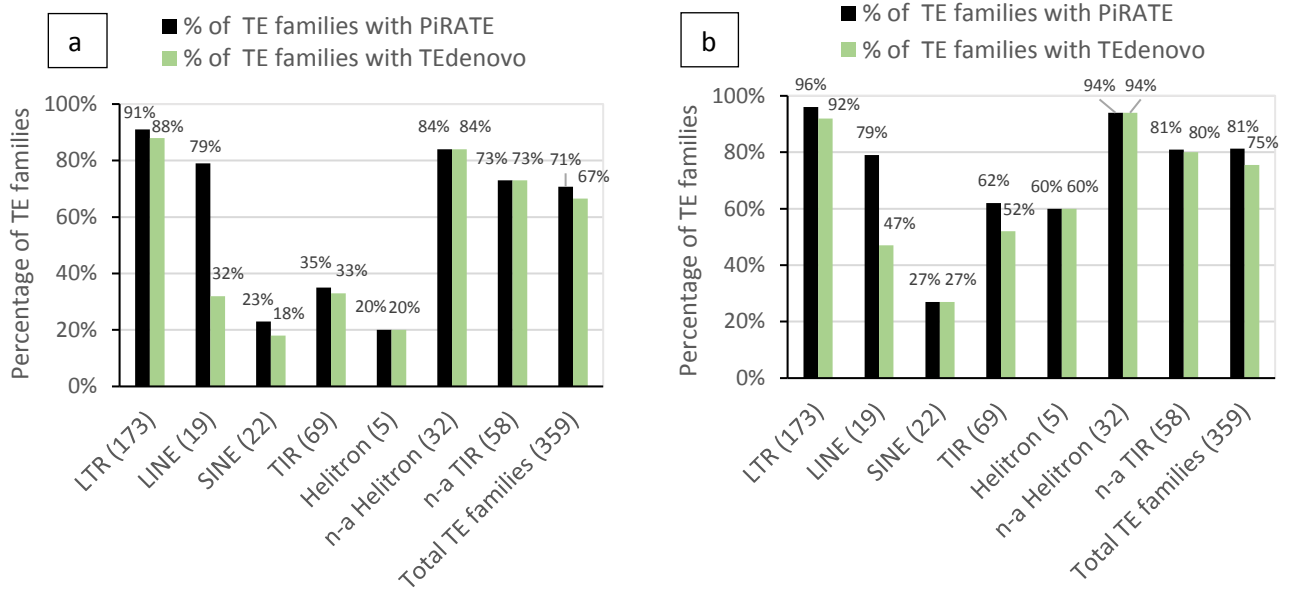 a
% of TE families with PiRATE
% of TE families with TEdenovo
Percentage of TE families
100%
80%
60%
40%
20%
0%
91%
88%
79%
32%
23%
18%
35%
33%
20%
20%
84%
84%
73%
73%
71%
67%
LTR (173)
LINE (19)
SINE (22)
TIR (69)
Helitron (5)
n-a Helitron (32)
n-a TIR (58)
Total TE families (359)
b
% of TE families with PiRATE
% of TE families with TEdenovo
Percentage of TE families
100%
80%
60%
40%
20%
0%
96%
92%
79%
47%
27%
27%
62%
52%
60%
60%
94%
94%
81%
80%
81%
75%
LTR (173)
LINE (19)
SINE (22)
TIR (69)
Helitron (5)
n-a Helitron (32)
n-a TIR (58)
Total TE families (359)